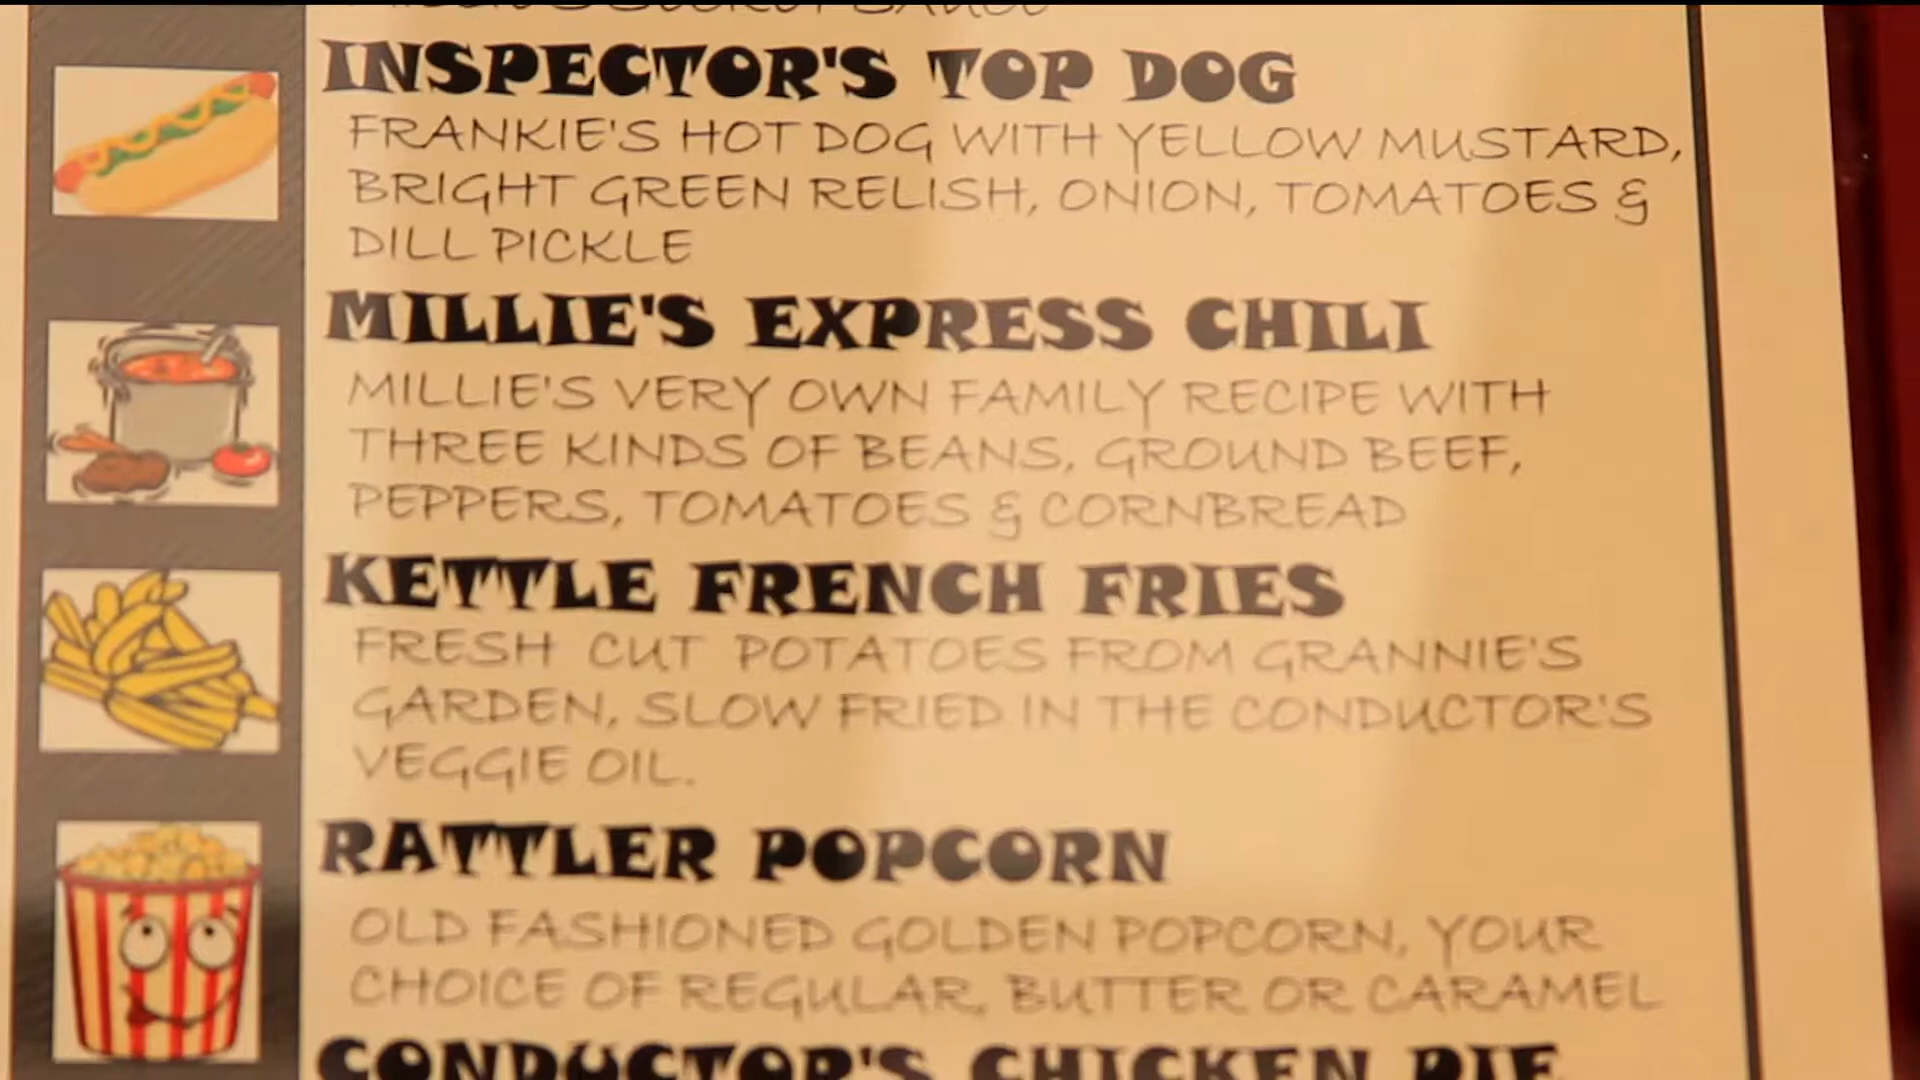 INSPECTOR'S TOP DOG
FRANKIE'S HOT DOG WITH YELLOW MUSTARD,
BRIGHT GREEN RELISH, ONION, TOMATOES &
DILL PICKLE
MILLIE'S EXPRESS CHILI
MILLIE'S VERY OWN FAMILY RECIPE WITH
THREE KINDS OF BEANS, GROUND BEEF,
PEPPERS, TOMATOES & CORNBREAD
KETTLE FRENCH FRIES
FRESH CUT POTATOES FROM GRANNIE'S
GARDEN, SLOW FRIED IN THE CONDUCTOR'S
VEGGIE OIL.
RATTLER POPCORN
OLD FASHIONED GOLDEN POPCORN, YOUR
CHOICE OF REGULAR, BUTTER OR CARAMEL
CONDUCTOR'S CHICKEN PIE